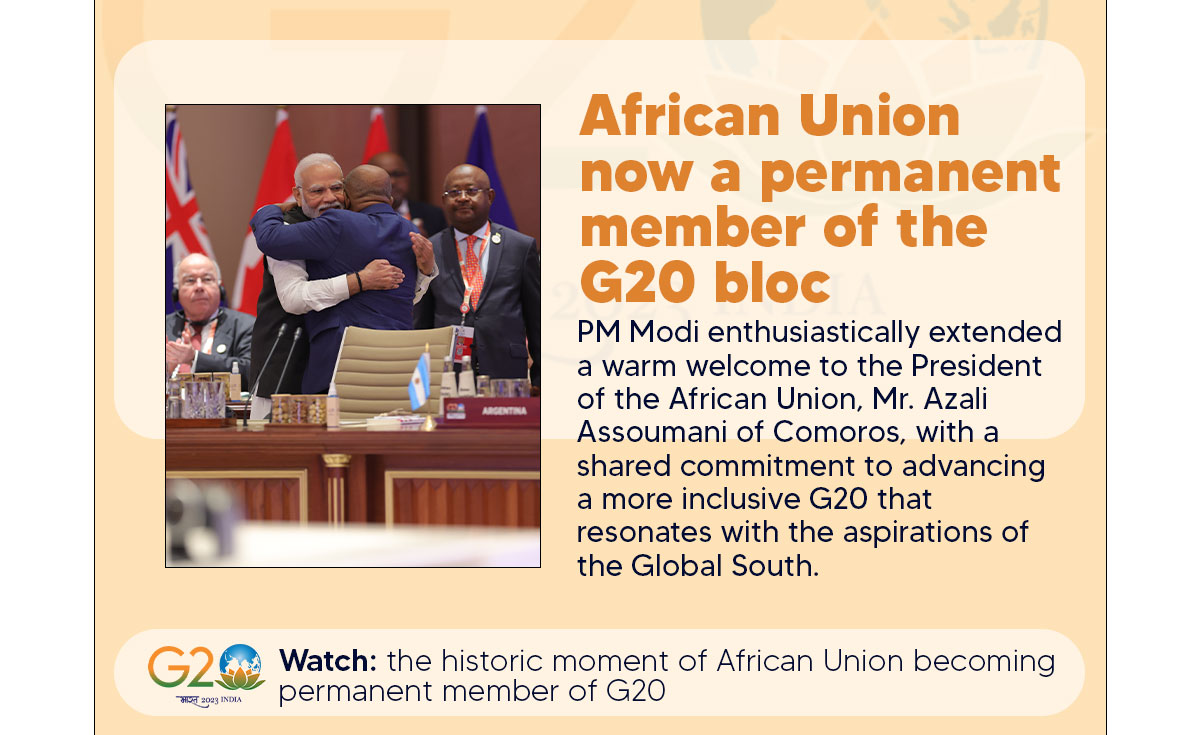 African Union
now a permanent
member of the
G20 bloc
PM Modi enthusiastically extended
a warm welcome to the President
of the African Union, Mr. Azali
Assoumani of Comoros, with a
shared commitment to advancing
a more inclusive G20 that
resonates with the aspirations of
the Global South.
ARGENTINA
G20
भारत 2023 INDIA
Watch: the historic moment of African Union becoming
permanent member of G20
2023 INDIA